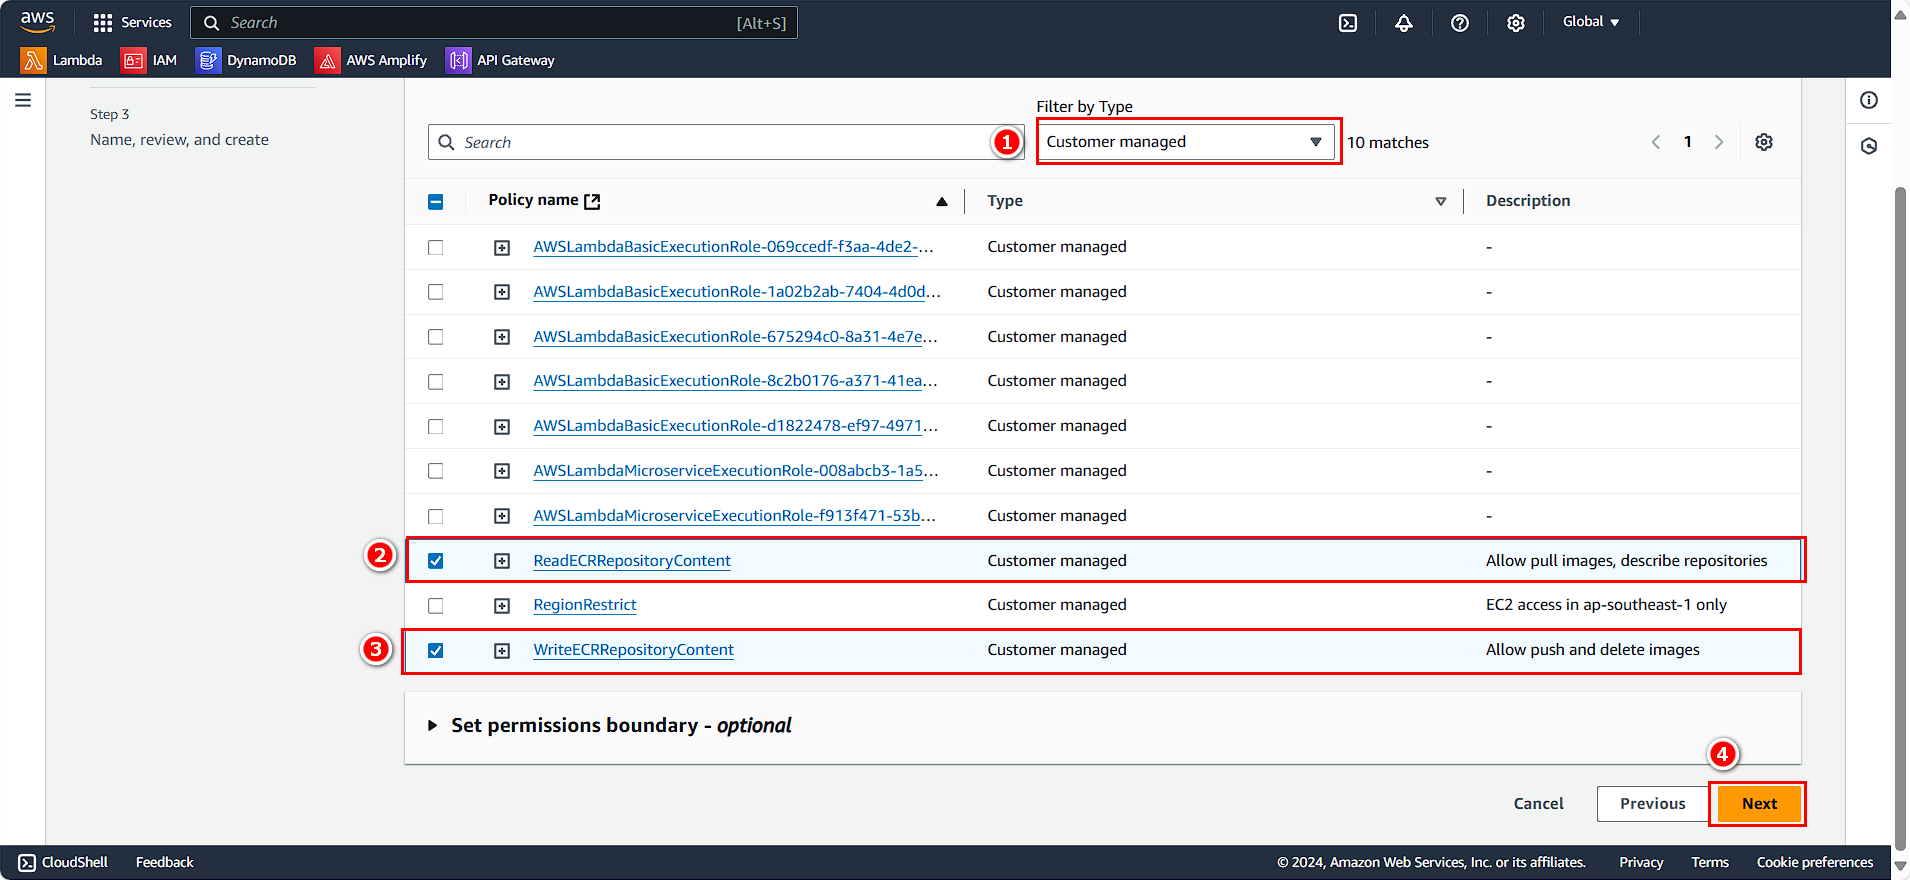 aws
Services
Search
[Alt+S]
Global
Lambda
IAM
DynamoDB
AWS Amplify
API Gateway
Step 3
Name, review, and create
Filter by Type
Search
1
Customer managed
10 matches
1
Policy name
Type
Description
AWSLambdaBasicExecutionRole-069ccedf-f3aa-4de2-... Customer managed -
AWSLambdaBasicExecutionRole-1a02b2ab-7404-4d0d... Customer managed -
AWSLambdaBasicExecutionRole-675294c0-8a31-4e7e... Customer managed -
AWSLambdaBasicExecutionRole-8c2b0176-a371-41ea... Customer managed -
AWSLambdaBasicExecutionRole-d1822478-ef97-4971... Customer managed -
AWSLambdaMicroserviceExecutionRole-008abcb3-1a5... Customer managed -
AWSLambdaMicroserviceExecutionRole-f913f471-53b... Customer managed -
2 ReadECRRepositoryContent Customer managed Allow pull images, describe repositories
RegionRestrict Customer managed EC2 access in ap-southeast-1 only
3 WriteECRRepositoryContent Customer managed Allow push and delete images
Set permissions boundary - optional
4
Cancel
Previous
Next
CloudShell
Feedback
© 2024, Amazon Web Services, Inc. or its affiliates.
Privacy
Terms
Cookie preferences